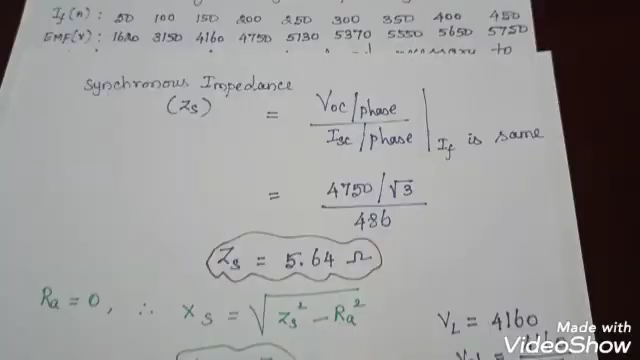 If(A) 50 100 150 200 250 300 350 400 450
EMF(V) 1620 3150 4160 4750 5130 5370 5550 5650 5750
to
Synchronous Impedance
(Zs) = Voc/phase / Isc/phase | If is same
= 4750/√3 / 486
Zs = 5.64 Ω
Ra = 0, ∴ Xs = √Zs² - Ra²
VL = 4160
Made with
VideoShow